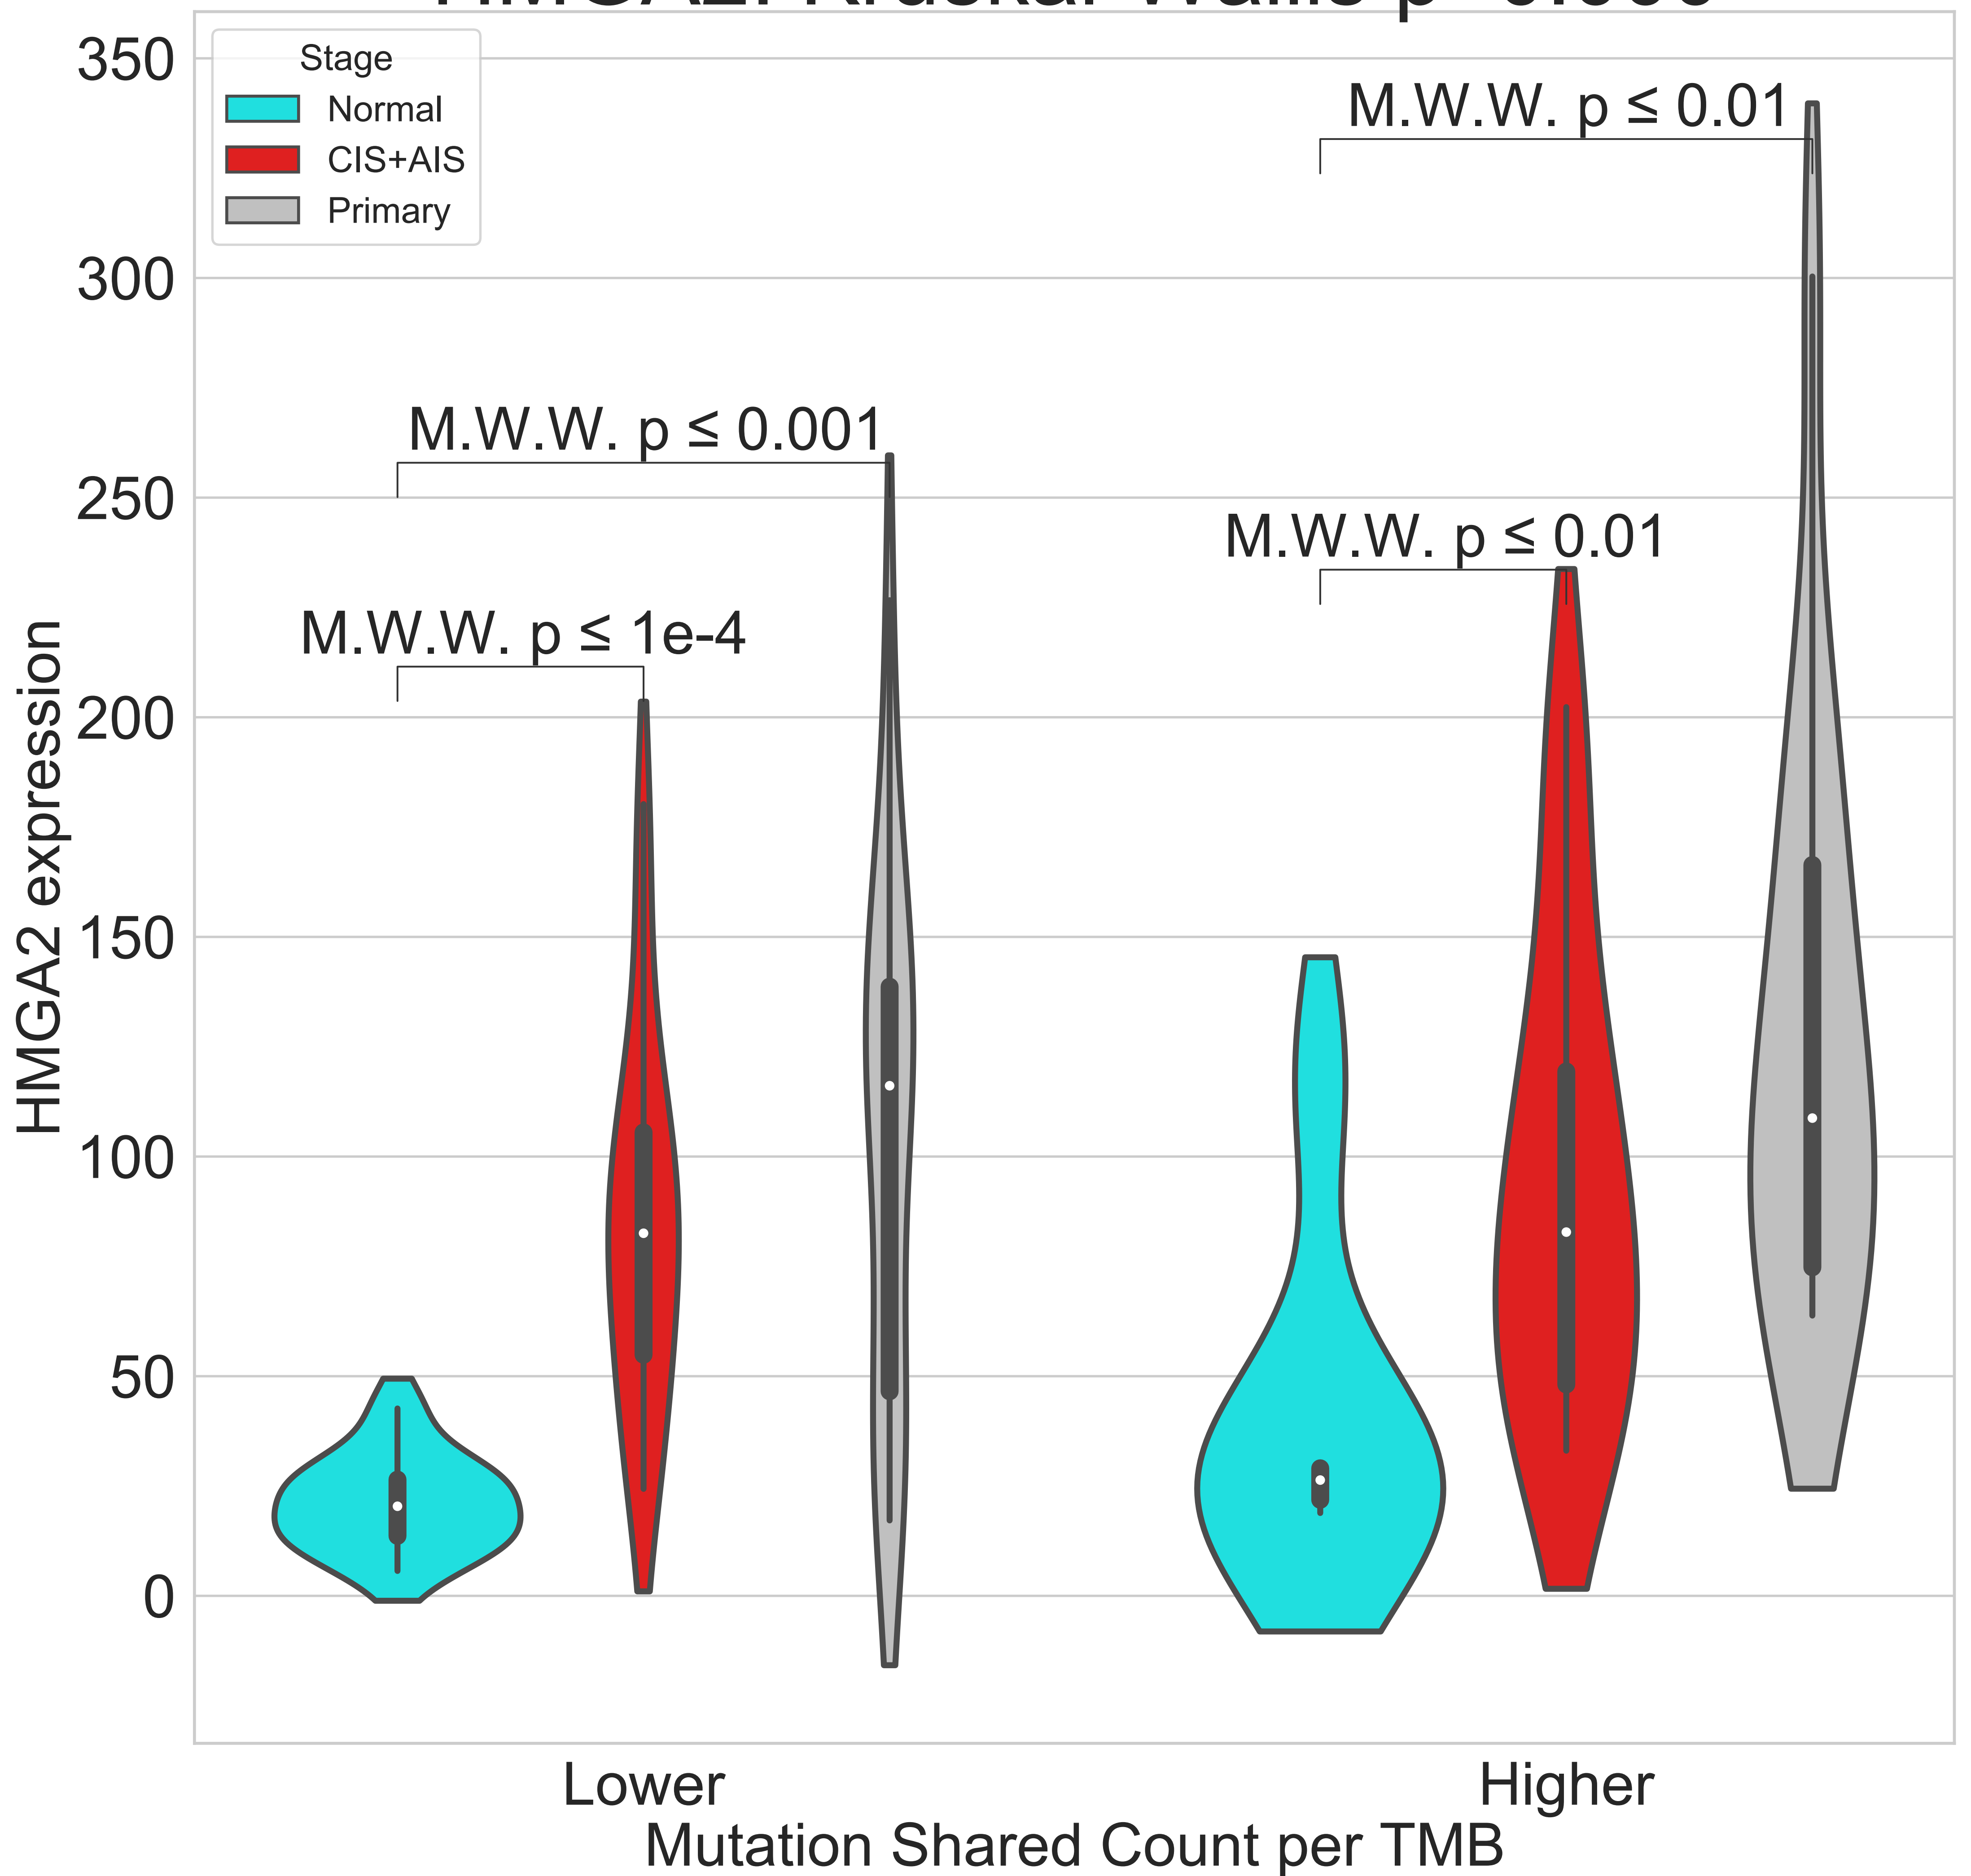 350
300
250
200
150
100
50
0
HMGA2 expression
Stage
Normal
CIS+AIS
Primary
M.W.W. p ≤ 0.01
M.W.W. p ≤ 0.001
M.W.W. p ≤ 0.01
M.W.W. p ≤ 1e-4
Lower
Higher
Mutation Shared Count per TMB